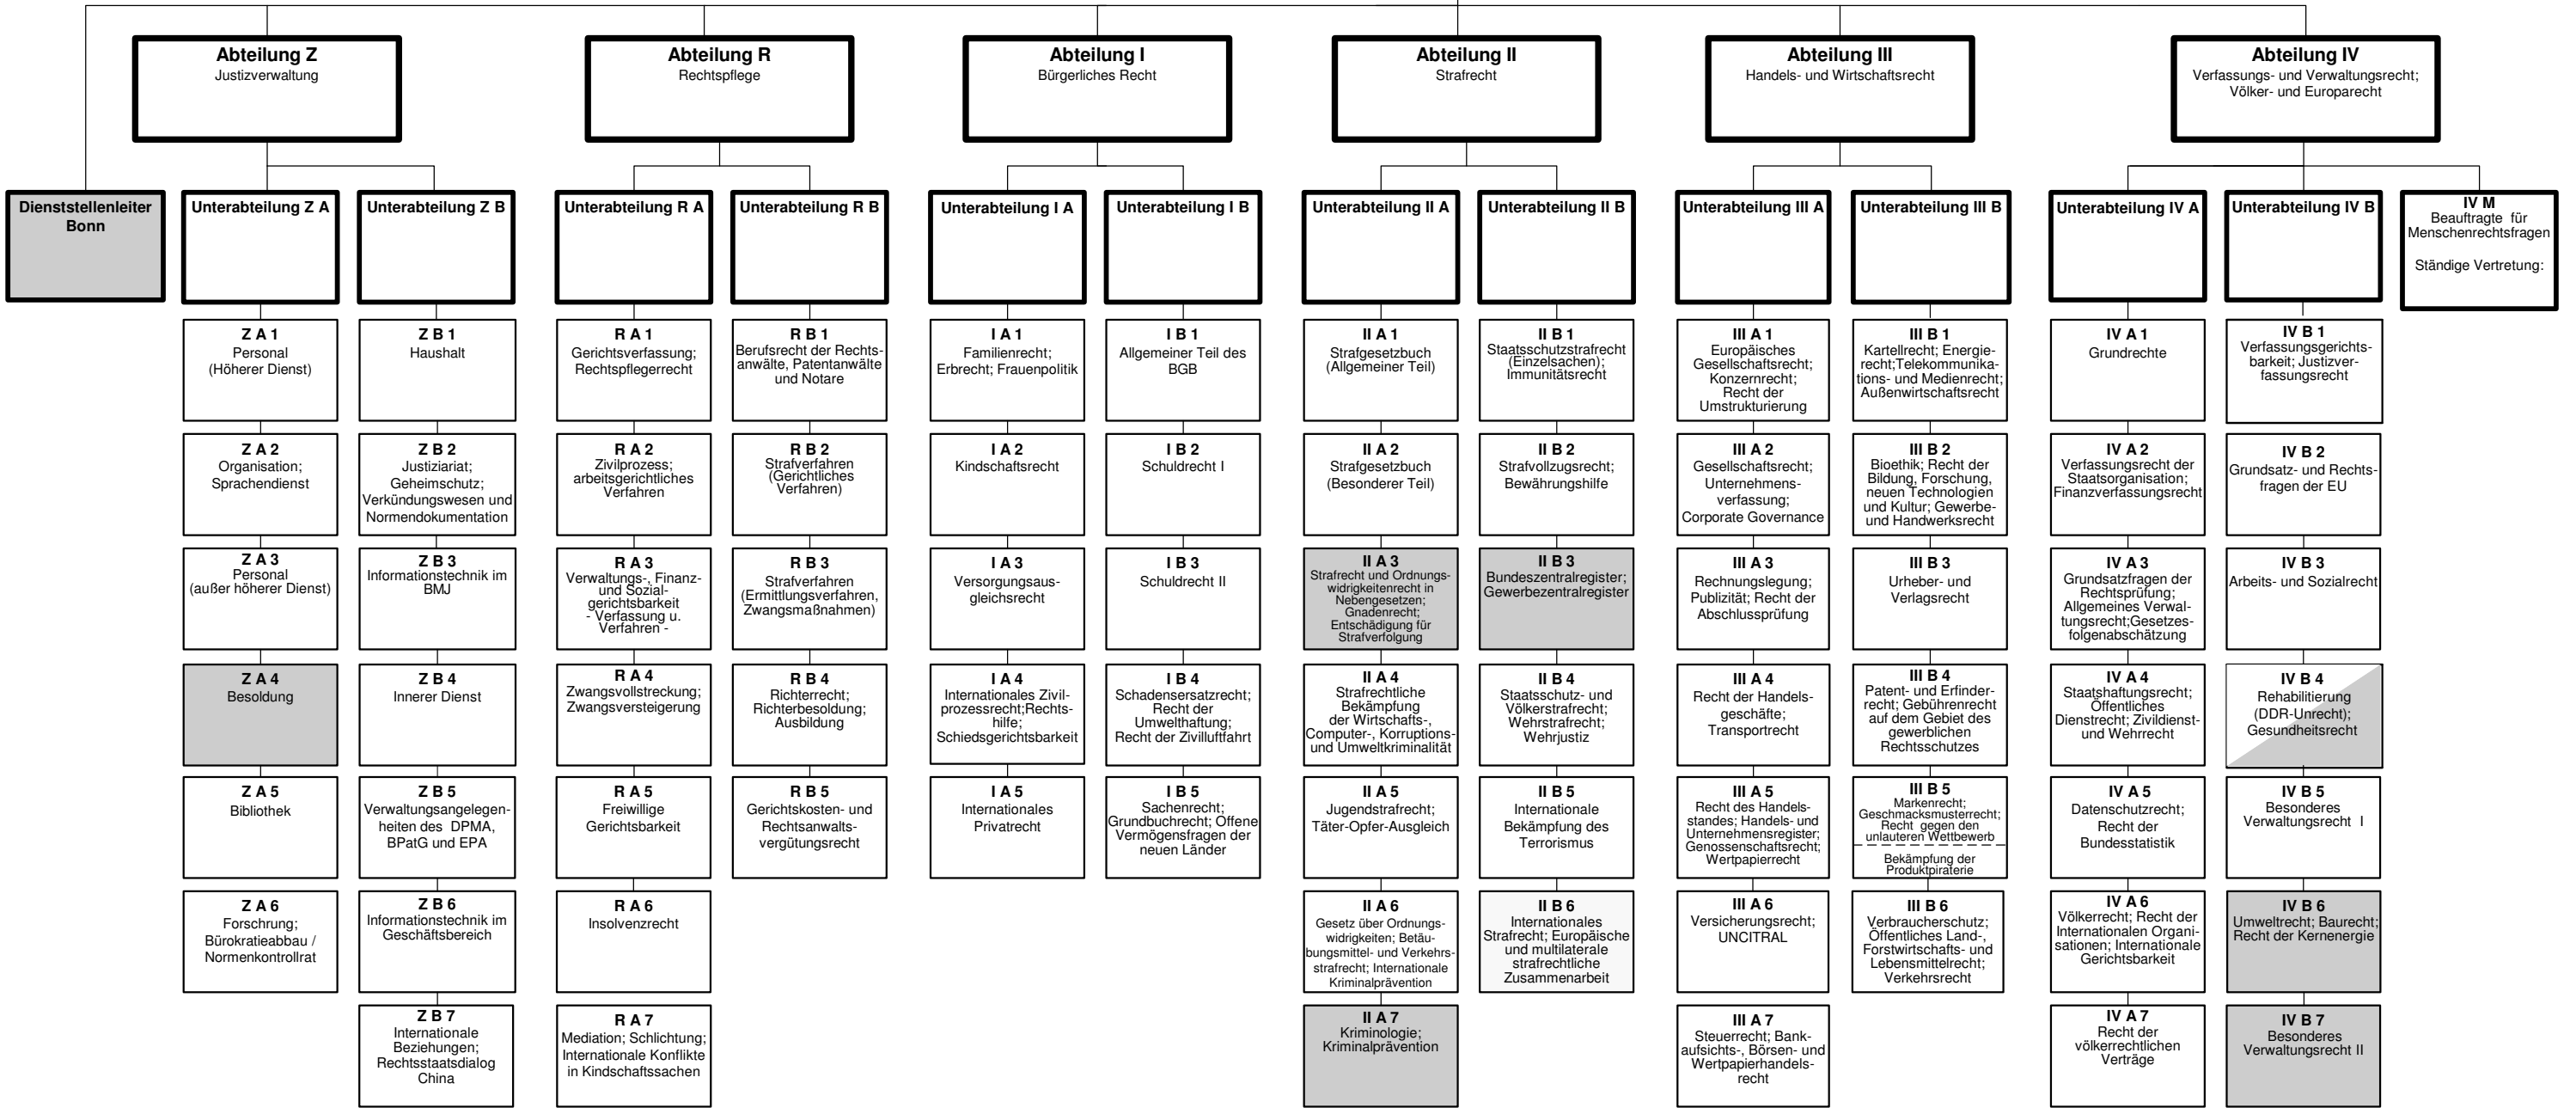 Abteilung Z
Justizverwaltung
Abteilung R
Rechtspflege
Abteilung I
Bürgerliches Recht
Abteilung II
Strafrecht
Abteilung III
Handels- und Wirtschaftsrecht
Abteilung IV
Verfassungs- und Verwaltungsrecht;
Völker- und Europarecht
Dienststellenleiter
Bonn
Unterabteilung Z A
Unterabteilung Z B
Unterabteilung R A
Unterabteilung R B
Unterabteilung I A
Unterabteilung I B
Unterabteilung II A
Unterabteilung II B
Unterabteilung III A
Unterabteilung III B
Unterabteilung IV A
Unterabteilung IV B
IV M
Beauftragte für
Menschenrechtsfragen
Ständige Vertretung:
Z A 1
Personal
(Höherer Dienst)
Z B 1
Haushalt
R A 1
Gerichtsverfassung;
Rechtspflegerrecht
R B 1
Berufsrecht der Rechts-
anwälte, Patentanwälte
und Notare
I A 1
Familienrecht;
Erbrecht; Frauenpolitik
I B 1
Allgemeiner Teil des
BGB
II A 1
Strafgesetzbuch
(Allgemeiner Teil)
II B 1
Staatsschutzstrafrecht
(Einzelsachen);
Immunitätsrecht
III A 1
Europäisches
Gesellschaftsrecht;
Konzernrecht;
Recht der
Umstrukturierung
III B 1
Kartellrecht; Energie-
recht;Telekommunika-
tions- und Medienrecht;
Außenwirtschaftsrecht
IV A 1
Grundrechte
IV B 1
Verfassungsgerichts-
barkeit; Justizver-
fassungsrecht
Z A 2
Organisation;
Sprachendienst
Z B 2
Justiziariat;
Geheimschutz;
Verkündungswesen und
Normendokumentation
R A 2
Zivilprozess;
arbeitsgerichtliches
Verfahren
R B 2
Strafverfahren
(Gerichtliches
Verfahren)
I A 2
Kindschaftsrecht
I B 2
Schuldrecht I
II A 2
Strafgesetzbuch
(Besonderer Teil)
II B 2
Strafvollzugsrecht;
Bewährungshilfe
III A 2
Gesellschaftsrecht;
Unternehmens-
verfassung;
Corporate Governance
III B 2
Bioethik; Recht der
Bildung, Forschung,
neuen Technologien
und Kultur; Gewerbe-
und Handwerksrecht
IV A 2
Verfassungsrecht der
Staatsorganisation;
Finanzverfassungsrecht
IV B 2
Grundsatz- und Rechts-
fragen der EU
Z A 3
Personal
(außer höherer Dienst)
Z B 3
Informationstechnik im
BMJ
R A 3
Verwaltungs-, Finanz-
und Sozial-
gerichtsbarkeit
- Verfassung u.
Verfahren -
R B 3
Strafverfahren
(Ermittlungsverfahren,
Zwangsmaßnahmen)
I A 3
Versorgungsaus-
gleichsrecht
I B 3
Schuldrecht II
II A 3
Strafrecht und Ordnungs-
widrigkeitenrecht in
Nebengesetzen;
Gnadenrecht;
Entschädigung für
Strafverfolgung
II B 3
Bundeszentralregister;
Gewerbezentralregister
III A 3
Rechnungslegung;
Publizität; Recht der
Abschlussprüfung
III B 3
Urheber- und
Verlagsrecht
IV A 3
Grundsatzfragen der
Rechtsprüfung;
Allgemeines Verwal-
tungsrecht;Gesetzes-
folgenabschätzung
IV B 3
Arbeits- und Sozialrecht
Z A 4
Besoldung
Z B 4
Innerer Dienst
R A 4
Zwangsvollstreckung;
Zwangsversteigerung
R B 4
Richterrecht;
Richterbesoldung;
Ausbildung
I A 4
Internationales Zivil-
prozessrecht;Rechts-
hilfe;
Schiedsgerichtsbarkeit
I B 4
Schadensersatzrecht;
Recht der
Umwelthaftung;
Recht der Zivilluftfahrt
II A 4
Strafrechtliche
Bekämpfung
der Wirtschafts-,
Computer-, Korruptions-
und Umweltkriminalität
II B 4
Staatsschutz- und
Völkerstrafrecht;
Wehrstrafrecht;
Wehrjustiz
III A 4
Recht der Handels-
geschäfte;
Transportrecht
III B 4
Patent- und Erfinder-
recht; Gebührenrecht
auf dem Gebiet des
gewerblichen
Rechtsschutzes
IV A 4
Staatshaftungsrecht;
Öffentliches
Dienstrecht; Zivildienst-
und Wehrrecht
IV B 4
Rehabilitierung
(DDR-Unrecht);
Gesundheitsrecht
Z A 5
Bibliothek
Z B 5
Verwaltungsangelegen-
heiten des DPMA,
BPatG und EPA
R A 5
Freiwillige
Gerichtsbarkeit
R B 5
Gerichtskosten- und
Rechtsanwalts-
vergütungsrecht
I A 5
Internationales
Privatrecht
I B 5
Sachenrecht;
Grundbuchrecht; Offene
Vermögensfragen der
neuen Länder
II A 5
Jugendstrafrecht;
Täter-Opfer-Ausgleich
II B 5
Internationale
Bekämpfung des
Terrorismus
III A 5
Recht des Handels-
standes; Handels- und
Unternehmensregister;
Genossenschaftsrecht;
Wertpapierrecht
III B 5
Markenrecht;
Geschmacksmusterrecht;
Recht gegen den
unlauteren Wettbewerb
Bekämpfung der
Produktpiraterie
IV A 5
Datenschutzrecht;
Recht der
Bundesstatistik
IV B 5
Besonderes
Verwaltungsrecht I
Z A 6
Forschrung;
Bürokratieabbau /
Normenkontrollrat
Z B 6
Informationstechnik im
Geschäftsbereich
R A 6
Insolvenzrecht
II A 6
Gesetz über Ordnungs-
widrigkeiten; Betäu-
bungsmittel- und Verkehrs-
strafrecht; Internationale
Kriminalprävention
II B 6
Internationales
Strafrecht; Europäische
und multilaterale
strafrechtliche
Zusammenarbeit
III A 6
Versicherungsrecht;
UNCITRAL
III B 6
Verbraucherschutz;
Öffentliches Land-,
Forstwirtschafts- und
Lebensmittelrecht;
Verkehrsrecht
IV A 6
Völkerrecht; Recht der
Internationalen Organi-
sationen; Internationale
Gerichtsbarkeit
IV B 6
Umweltrecht; Baurecht;
Recht der Kernenergie
Z B 7
Internationale
Beziehungen;
Rechtsstaatsdialog
China
R A 7
Mediation; Schlichtung;
Internationale Konflikte
in Kindschaftssachen
II A 7
Kriminologie;
Kriminalprävention
III A 7
Steuerrecht; Bank-
aufsichts-, Börsen- und
Wertpapierhandels-
recht
IV A 7
Recht der
völkerrechtlichen
Verträge
IV B 7
Besonderes
Verwaltungsrecht II